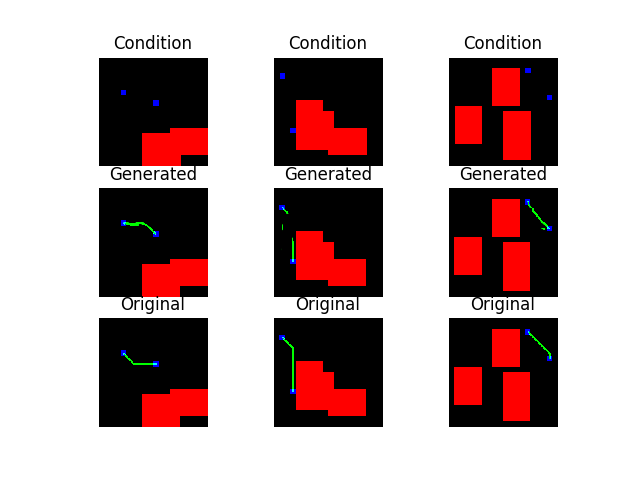 Condition Condition Condition
Generated Generated Generated
Original Original Original